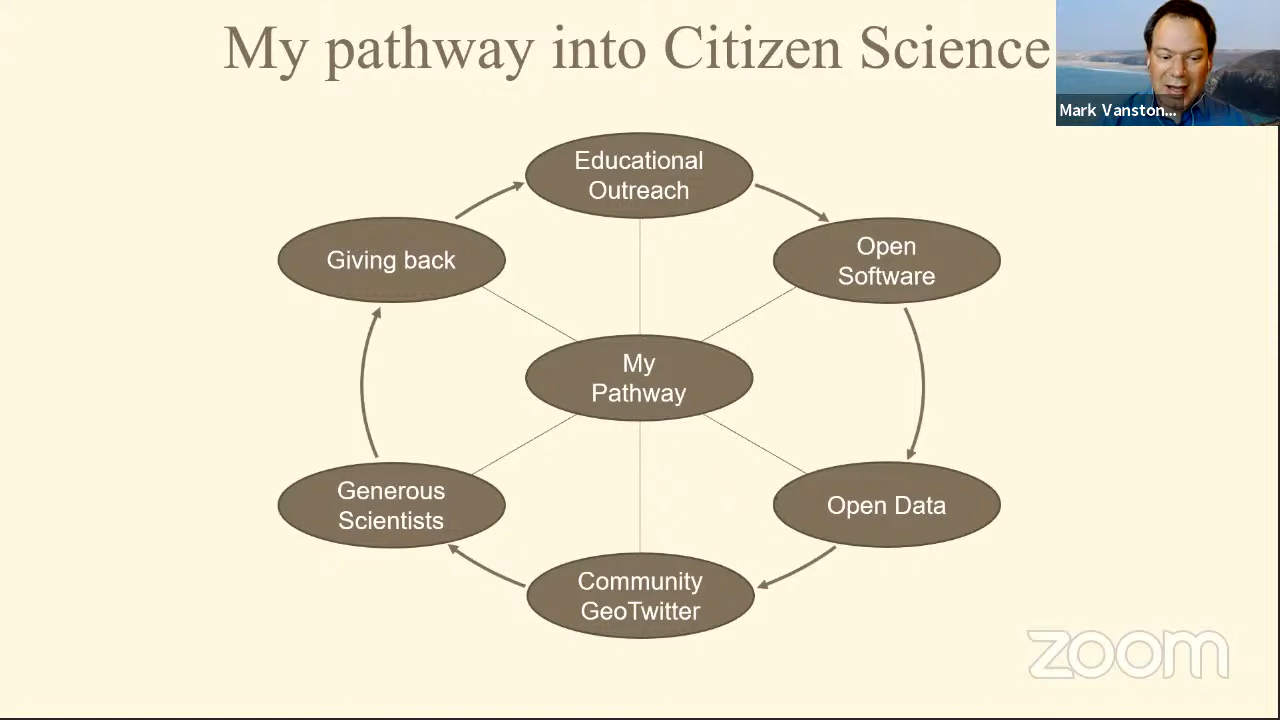 My pathway into Citizen Science
Mark Vanston...
Educational
Outreach
Giving back
Open
Software
My
Pathway
Generous
Scientists
Open Data
Community
GeoTwitter
zoom